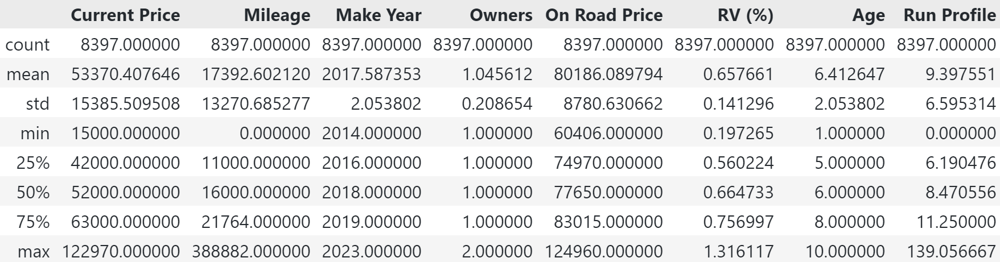 Current Price Mileage Make Year Owners On Road Price RV (%) Age Run Profile
count 8397.000000 8397.000000 8397.000000 8397.000000 8397.000000 8397.000000 8397.000000 8397.000000
mean 53370.407646 17392.602120 2017.587353 1.045612 80186.089794 0.657661 6.412647 9.397551
std 15385.509508 13270.685277 2.053802 0.208654 8780.630662 0.141296 2.053802 6.595314
min 15000.000000 0.000000 2014.000000 1.000000 60406.000000 0.197265 1.000000 0.000000
25% 42000.000000 11000.000000 2016.000000 1.000000 74970.000000 0.560224 5.000000 6.190476
50% 52000.000000 16000.000000 2018.000000 1.000000 77650.000000 0.664733 6.000000 8.470556
75% 63000.000000 21764.000000 2019.000000 1.000000 83015.000000 0.756997 8.000000 11.250000
max 122970.000000 388882.000000 2023.000000 2.000000 124960.000000 1.316117 10.000000 139.056667